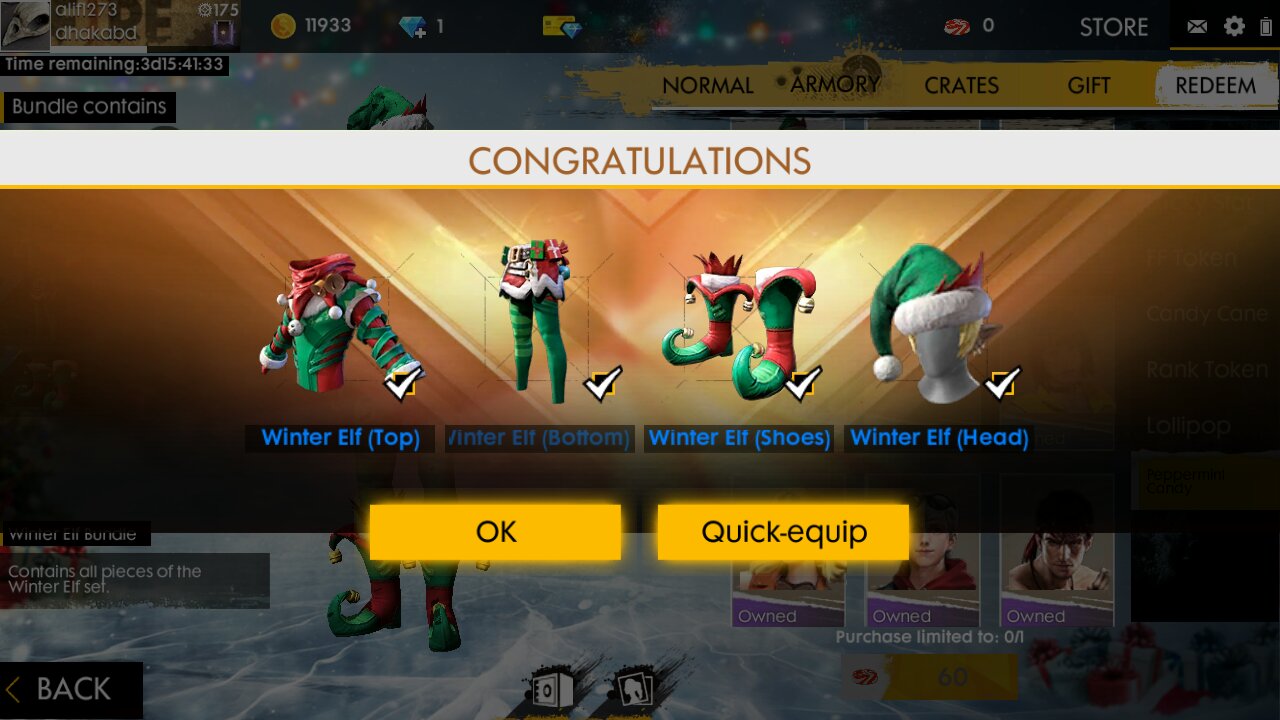 alifl273
175
dhakabd
11933
1
0
STORE
Time remaining:3d15:41:33
NORMAL
ARMORY
CRATES
GIFT
REDEEM
Bundle contains
CONGRATULATIONS
FF Token
Candy Cane
Rank Token
Lollipop
Peppermint
Candy
Winter Elf (Top)
Winter Elf (Bottom)
Winter Elf (Shoes)
Winter Elf (Head)
OK
Quick-equip
Winter Elf Bundle
Contains all pieces of the
Winter Elf set.
Owned
Owned
Owned
Purchase limited to: 0/1
60
BACK